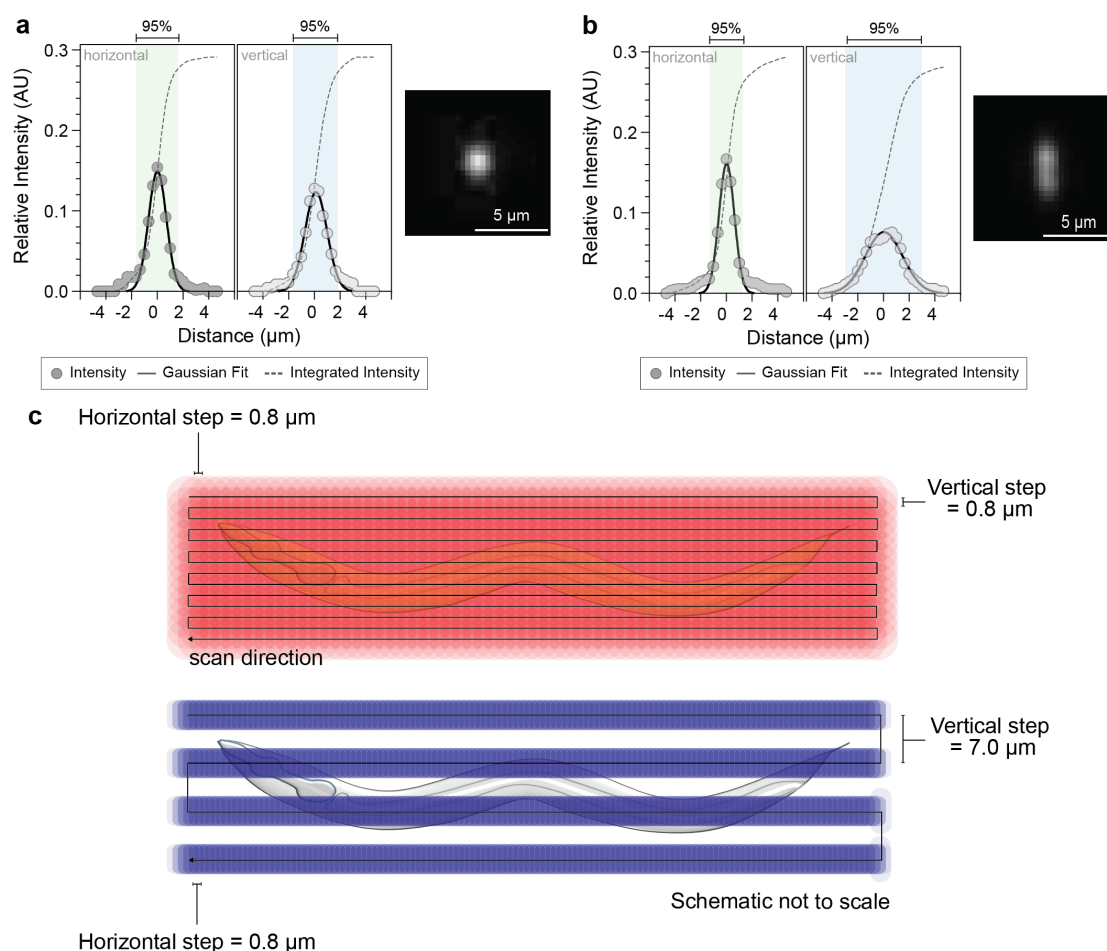 a
95%
95%
horizontal
vertical
0.3
0.2
0.1
0.0
Relative Intensity (AU)
-4 -2 0 2 4
-4 -2 0 2 4
Distance (μm)
5 μm
Intensity Gaussian Fit Integrated Intensity
b
95%
95%
horizontal
vertical
0.3
0.2
0.1
0.0
Relative Intensity (AU)
-4 -2 0 2 4
-4 -2 0 2 4
Distance (μm)
5 μm
Intensity Gaussian Fit Integrated Intensity
c
Horizontal step = 0.8 μm
Vertical step
= 0.8 μm
scan direction
Vertical step
= 7.0 μm
Schematic not to scale
Horizontal step = 0.8 μm